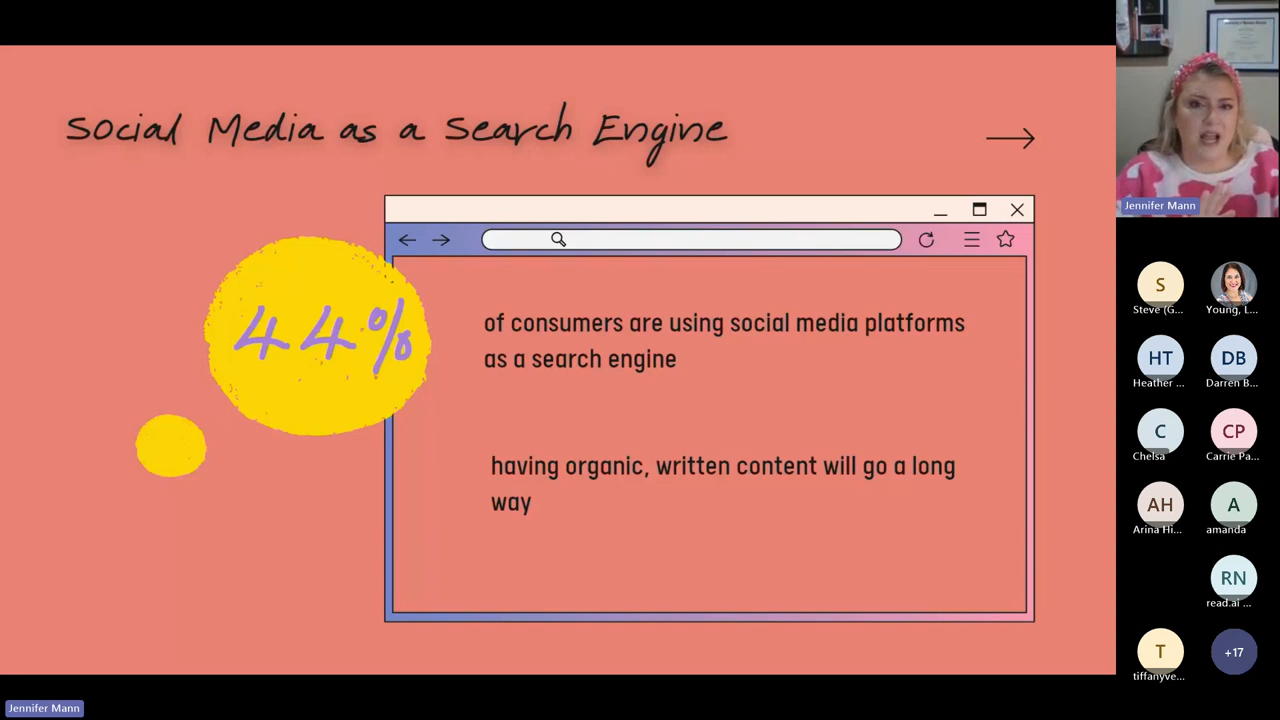 Social Media as a Search Engine
44%
of consumers are using social media platforms
as a search engine
having organic, written content will go a long
way
Jennifer Mann
S
Steve (G...
Young, L...
HT
Heather ...
DB
Darren B...
C
Chelsa
CP
Carrie Pa...
AH
Arina Hi...
A
amanda
RN
read.ai ...
T
tiffanyve...
+17
Jennifer Mann